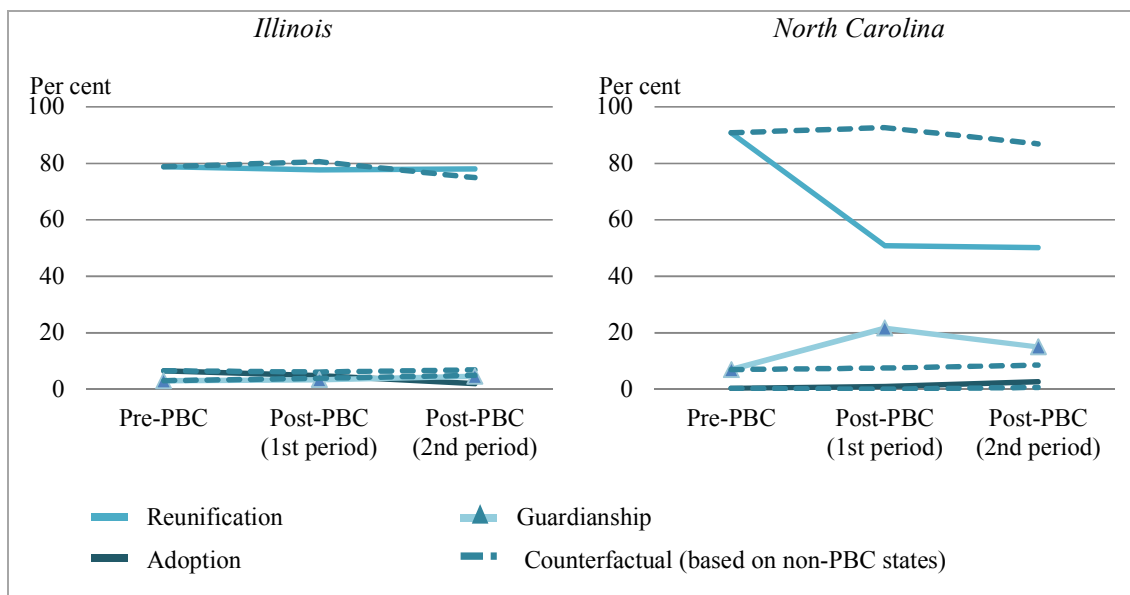 Illinois
North Carolina
Per cent
100
80
60
40
20
0
Pre-PBC
Post-PBC
(1st period)
Post-PBC
(2nd period)
Per cent
100
80
60
40
20
0
Pre-PBC
Post-PBC
(1st period)
Post-PBC
(2nd period)
Reunification
Guardianship
Adoption
Counterfactual (based on non-PBC states)